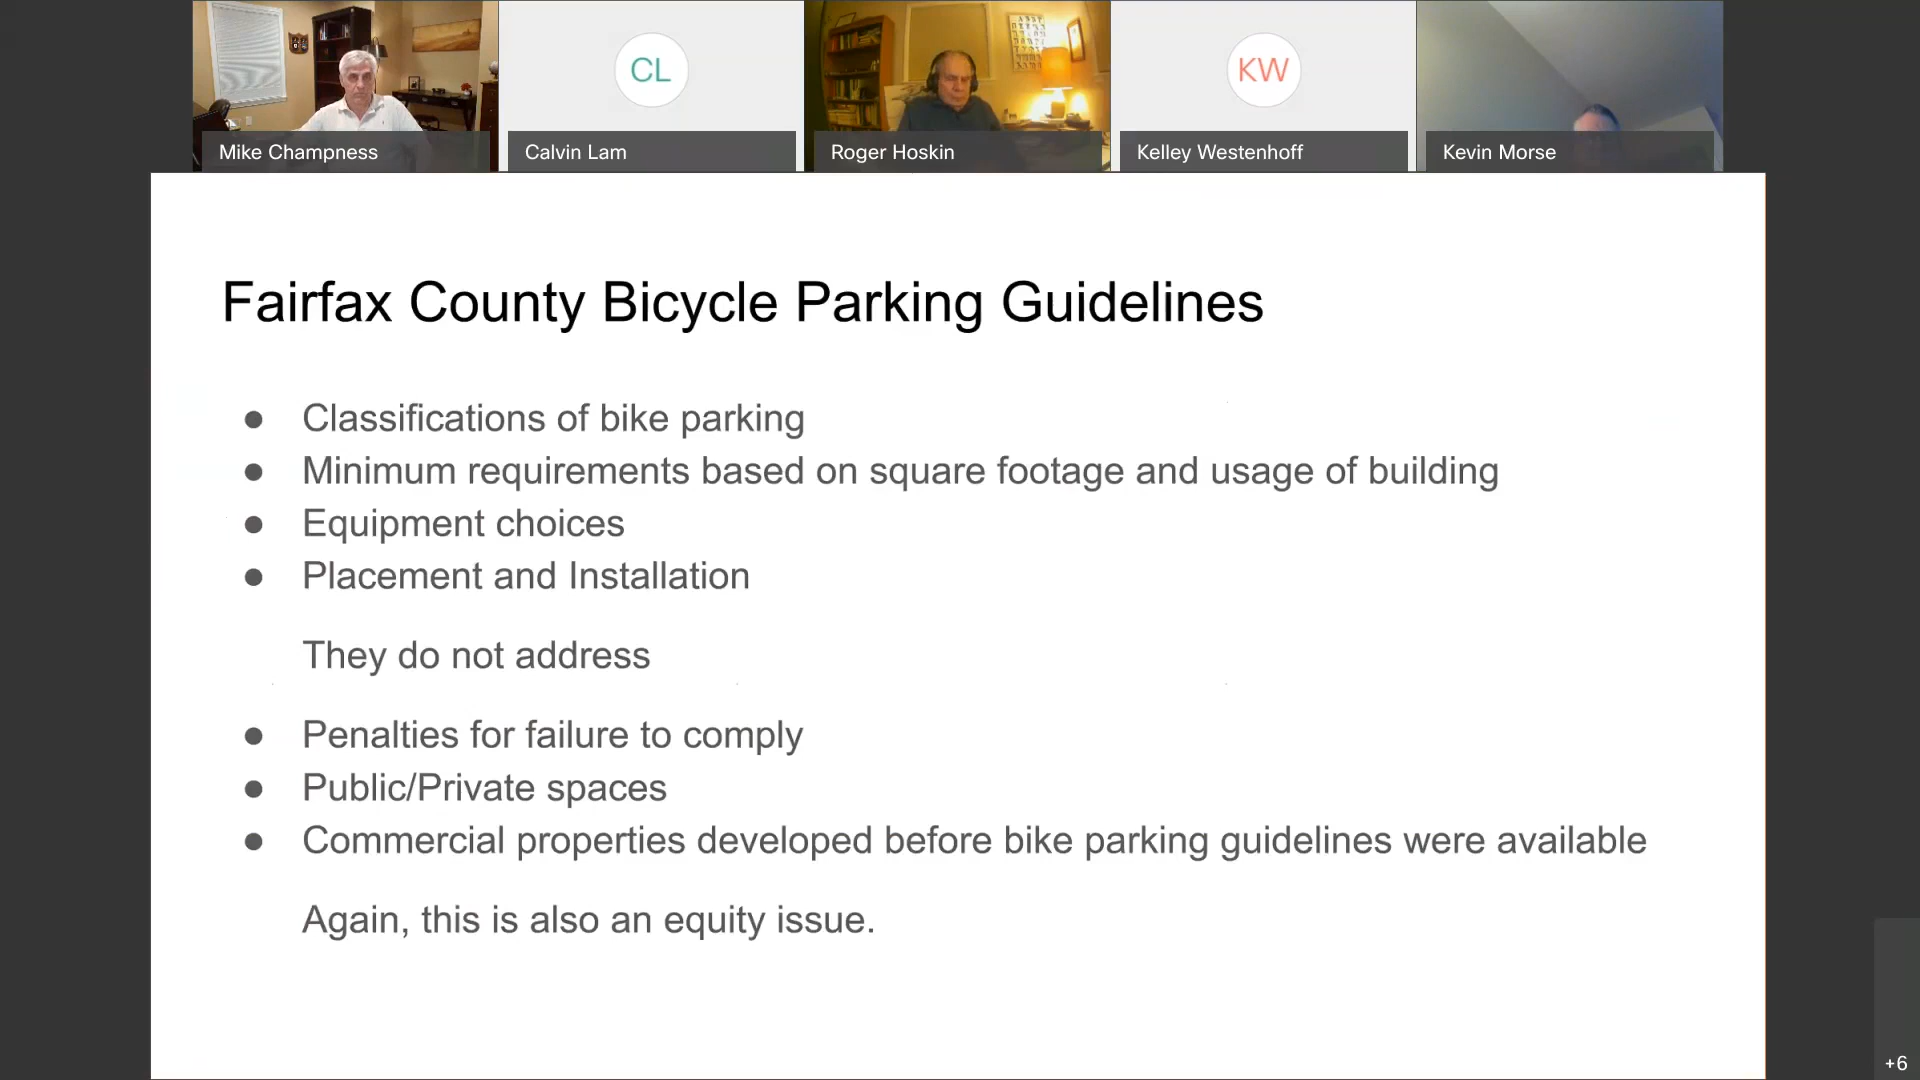 CL
KW
Mike Champness
Calvin Lam
Roger Hoskin
Kelley Westenhoff
Kevin Morse
Fairfax County Bicycle Parking Guidelines
● Classifications of bike parking
● Minimum requirements based on square footage and usage of building
● Equipment choices
● Placement and Installation
They do not address
● Penalties for failure to comply
● Public/Private spaces
● Commercial properties developed before bike parking guidelines were available
Again, this is also an equity issue.
+6